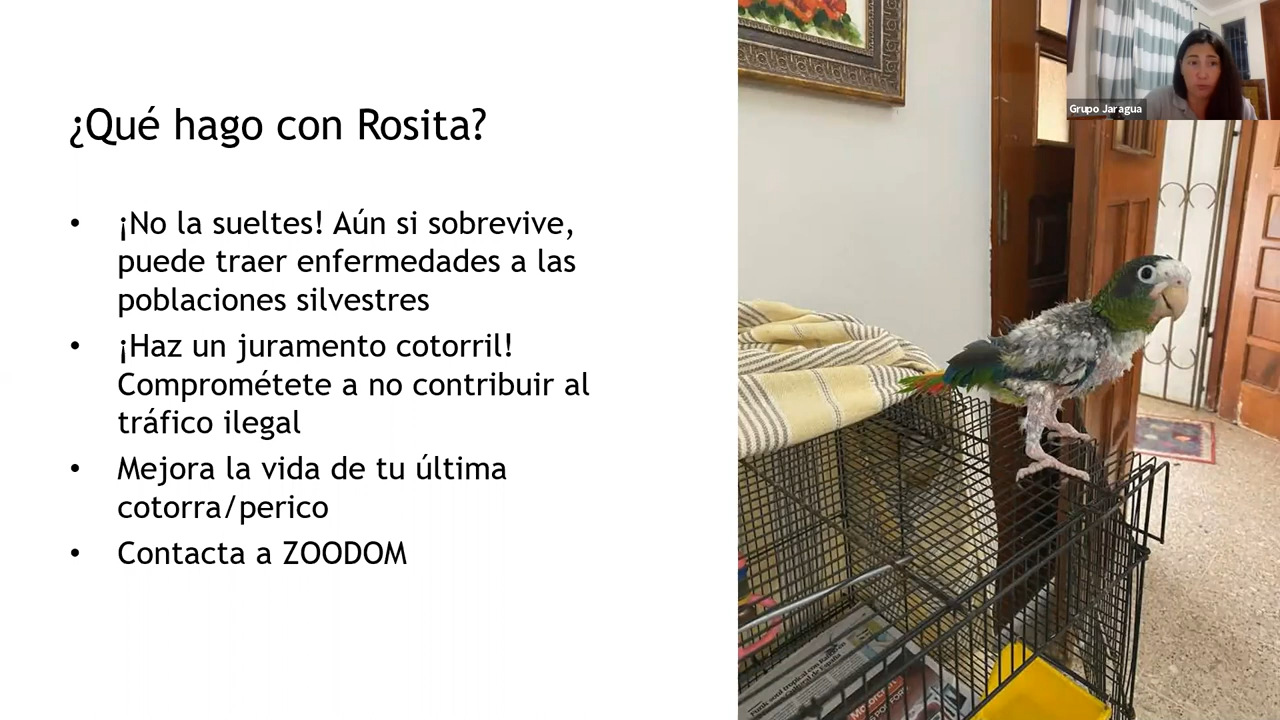 ¿Qué hago con Rosita?
• ¡No la sueltes! Aún si sobrevive,
puede traer enfermedades a las
poblaciones silvestres
• ¡Haz un juramento cotorril!
Comprométete a no contribuir al
tráfico ilegal
• Mejora la vida de tu última
cotorra/perico
• Contacta a ZOODOM
Grupo Jaragua